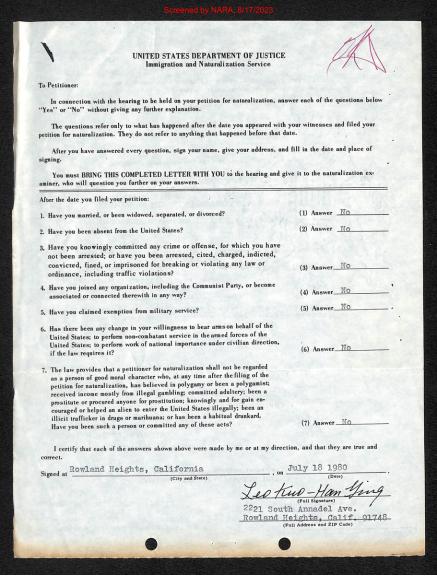 Screened by NARA, 8/17/2023
UNITED STATES DEPARTMENT OF JUSTICE
Immigration and Naturalization Service
To Petitioner:
In connection with the hearing to be held on your petition for naturalization, answer each of the questions below
"Yes" or "No" without giving any further explanation.
The questions refer only to what has happened after the date you appeared with your witnesses and filed your
petition for naturalization. They do not refer to anything that happened before that date.
After you have answered every question, sign your name, give your address, and fill in the date and place of
signing.
You must BRING THIS COMPLETED LETTER WITH YOU to the hearing and give it to the naturalization ex-
aminer, who will question you further on your answers.
After the date you filed your petition:
1. Have you married, or been widowed, separated, or divorced? (1) Answer No
2. Have you been absent from the United States? (2) Answer No
3. Have you knowingly committed any crime or offense, for which you have
not been arrested; or have you been arrested, cited, charged, indicted,
convicted, fined, or imprisoned for breaking or violating any law or
ordinance, including traffic violations? (3) Answer No
4. Have you joined any organization, including the Communist Party, or become
associated or connected therewith in any way? (4) Answer No
5. Have you claimed exemption from military service? (5) Answer No
6. Has there been any change in your willingness to bear arms on behalf of the
United States; to perform non-combatant service in the armed forces of the
United States; to perform work of national importance under civilian direction,
if the law requires it? (6) Answer No
7. The law provides that a petitioner for naturalization shall not be regarded
as a person of good moral character who, at any time after the filing of the
petition for naturalization, has believed in polygamy or been a polygamist;
received income mostly from illegal gambling; committed adultery; been a
prostitute or procured anyone for prostitution; knowingly and for gain en-
couraged or helped an alien to enter the United States illegally; been an
illicit trafficker in drugs or marihuana; or has been a habitual drunkard.
Have you been such a person or committed any of these acts? (7) Answer No
I certify that each of the answers shown above were made by me or at my direction, and that they are true and
correct.
Signed at Rowland Heights, California , on July 18 1980
(City and State) (Date)
Leo Kuo-Han Ying
(Full Signature)
2221 South Annadel Ave.
Rowland Heights, Calif. 91748
(Full Address and ZIP Code)